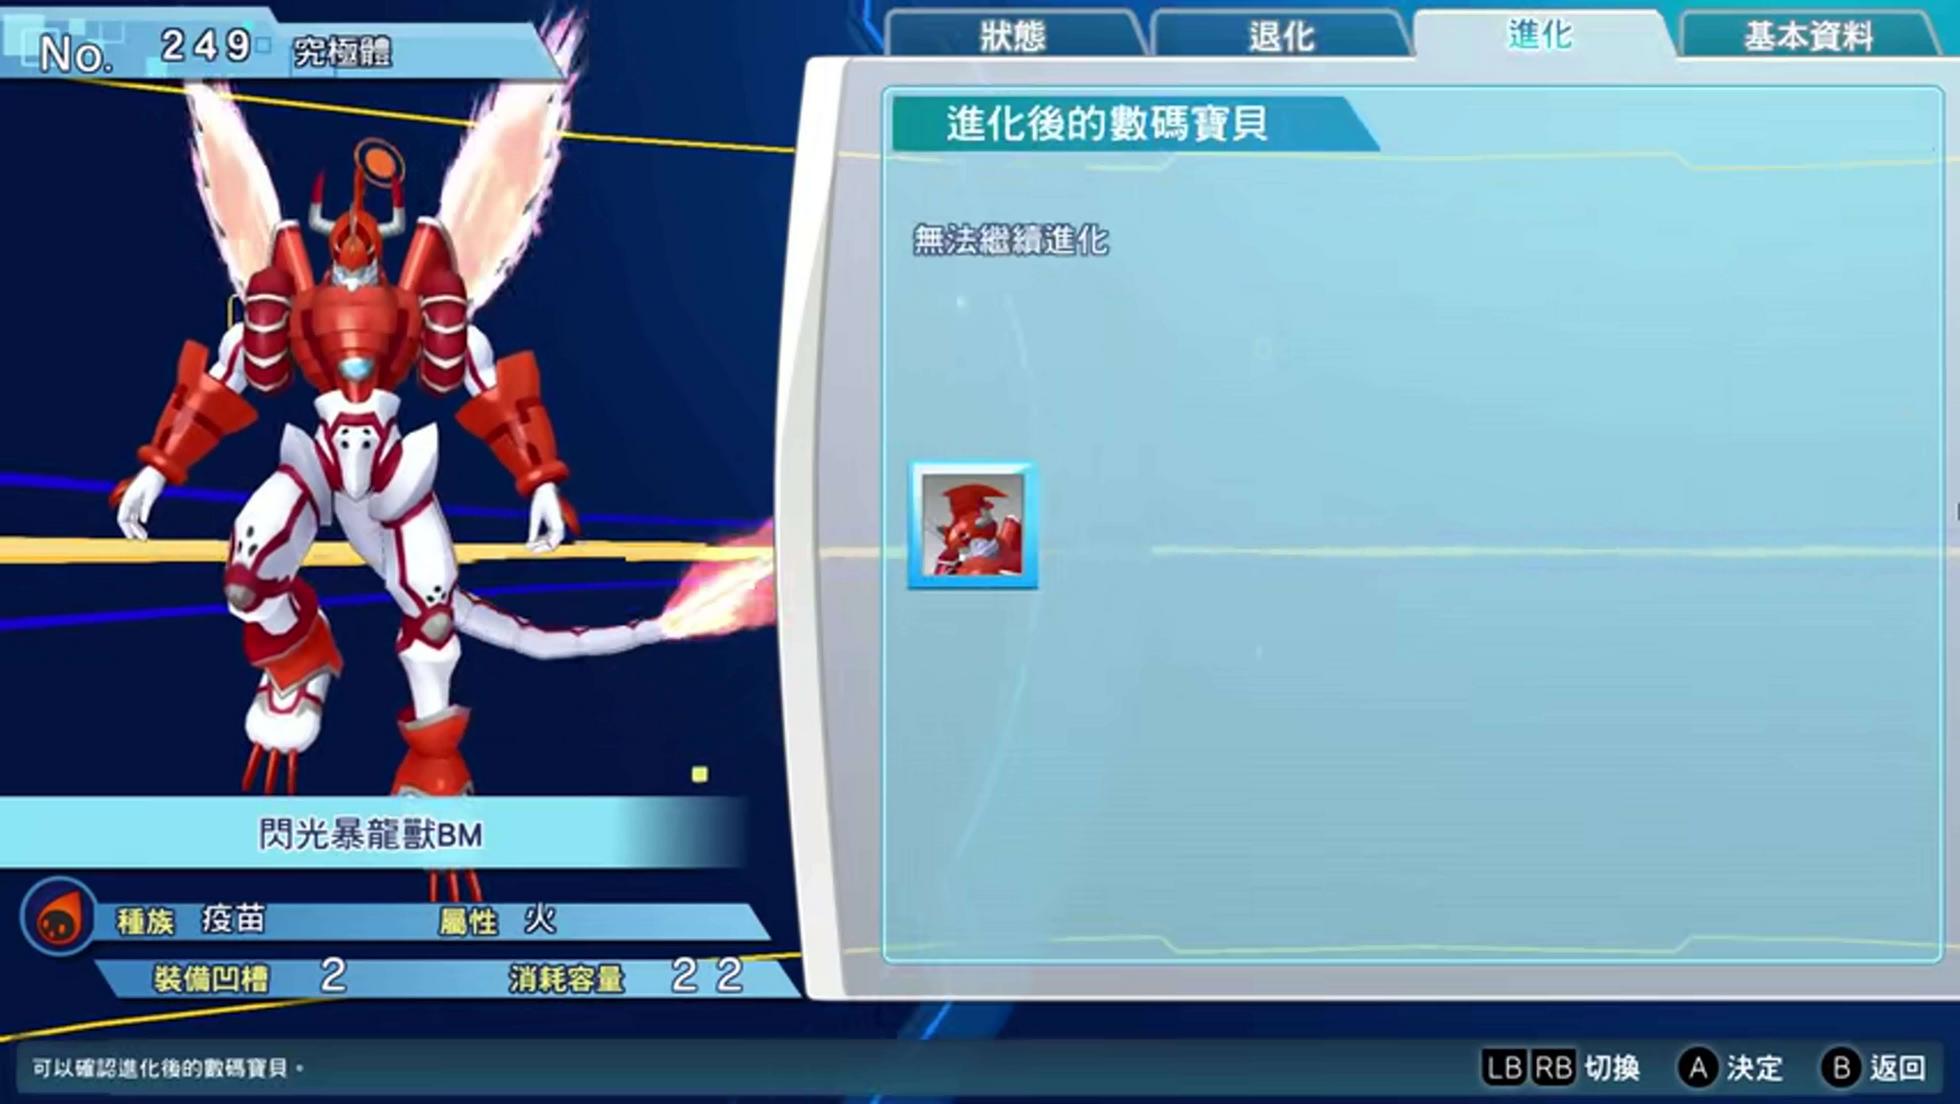 No. 249 究極體
狀態 退化 進化 基本資料
進化後的數碼寶貝
無法繼續進化
閃光暴龍獸BM
種族 疫苗 屬性 火
裝備凹槽 2 消耗容量 22
可以確認進化後的數碼寶貝。
LB RB 切換 A 決定 B 返回